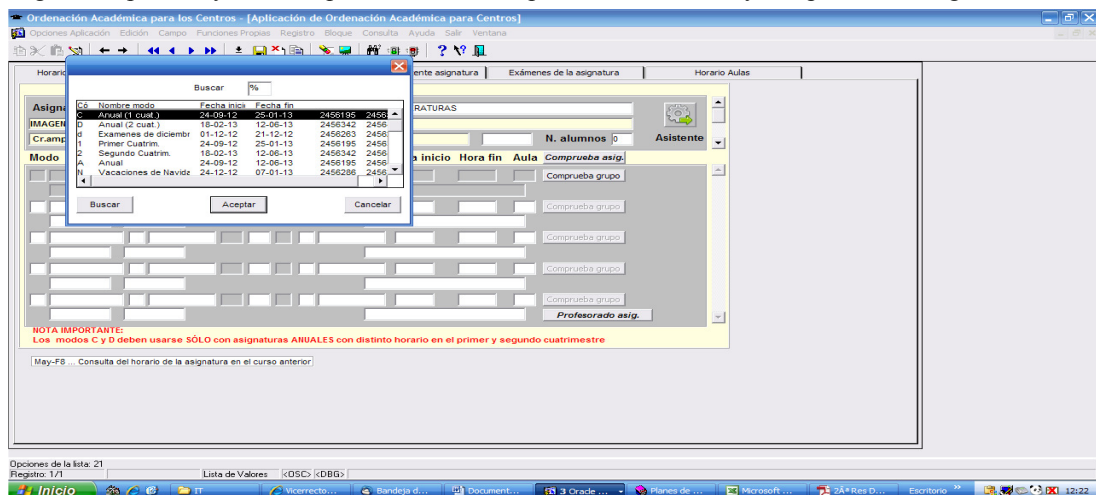 Ordenación Académica para los Centros - [Aplicación de Ordenación Académica para Centros]
Opciones Aplicación Edición Campo Funciones Propias Registro Bloque Consulta Ayuda Salir Ventana
Horario ente asignatura Exámenes de la asignatura Horario Aulas
Buscar %
Có Nombre modo Fecha inicio Fecha fin
C Anual (1 cuat.) 24-09-12 25-01-13 2456195 2456
D Anual (2 cuat.) 18-02-13 12-06-13 2456342 2456
d Examenes de diciembr 01-12-12 21-12-12 2456263 2456
1 Primer Cuatrim. 24-09-12 25-01-13 2456195 2456
2 Segundo Cuatrim. 18-02-13 12-06-13 2456342 2456
A Anual 24-09-12 12-06-13 2456195 2456
N Vacaciones de Navida 24-12-12 07-01-13 2456286 2456
Buscar Aceptar Cancelar
Asigna RATURAS
IMAGEN
Cr.amp N. alumnos 0 Asistente
Modo a inicio Hora fin Aula Comprueba asig.
Comprueba grupo
Comprueba grupo
Comprueba grupo
Comprueba grupo
Comprueba grupo
Profesorado asig.
NOTA IMPORTANTE:
Los modos C y D deben usarse SÓLO con asignaturas ANUALES con distinto horario en el primer y segundo cuatrimestre
May-F8 ... Consulta del horario de la asignatura en el curso anterior
Opciones de la lista: 21
Registro: 1/1 Lista de Valores <OSC> <DBG>
Inicio IT Vicerrecto... Bandeja d... Document... 3 Oracle ... Planes de ... Microsoft ... 2Âª Res D... Escritorio » 12:22